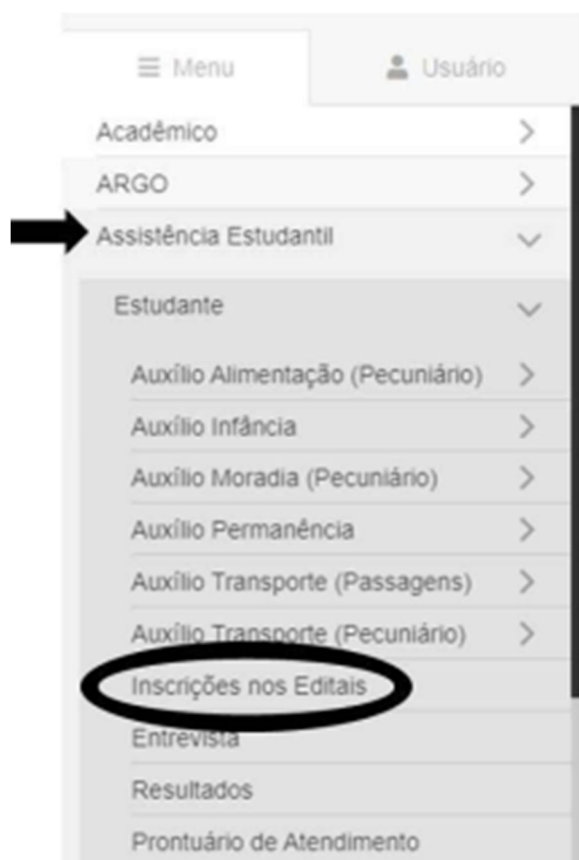 Menu
Usuário
Acadêmico
ARGO
Assistência Estudantil
Estudante
Auxílio Alimentação (Pecuniário)
Auxílio Infância
Auxílio Moradia (Pecuniário)
Auxílio Permanência
Auxílio Transporte (Passagens)
Auxílio Transporte (Pecuniário)
Inscrições nos Editais
Entrevista
Resultados
Prontuário de Atendimento